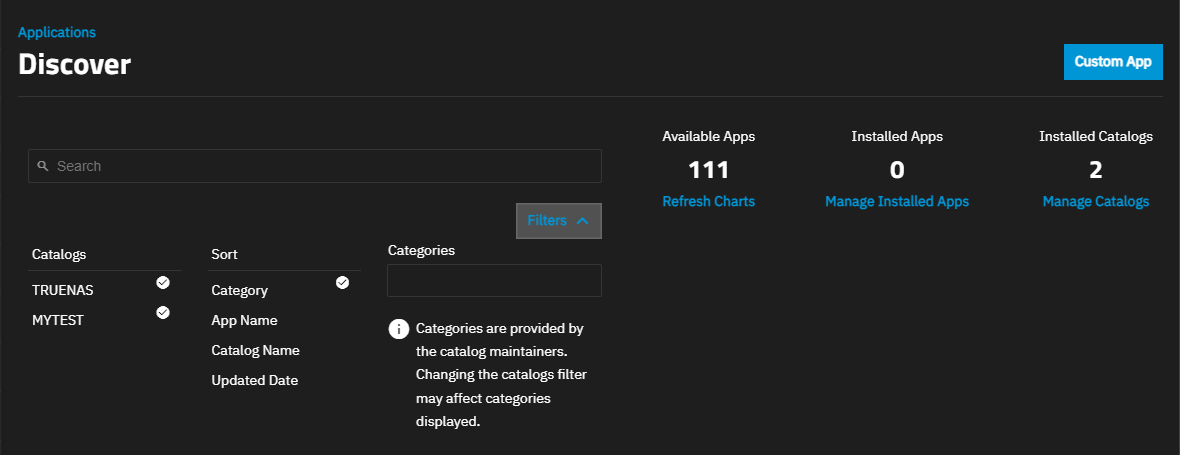 Applications
Discover
Custom App
Search
Available Apps
111
Refresh Charts
Installed Apps
0
Manage Installed Apps
Installed Catalogs
2
Manage Catalogs
Filters
Catalogs
TRUENAS
MYTEST
Sort
Category
App Name
Catalog Name
Updated Date
Categories
Categories are provided by
the catalog maintainers.
Changing the catalogs filter
may affect categories
displayed.